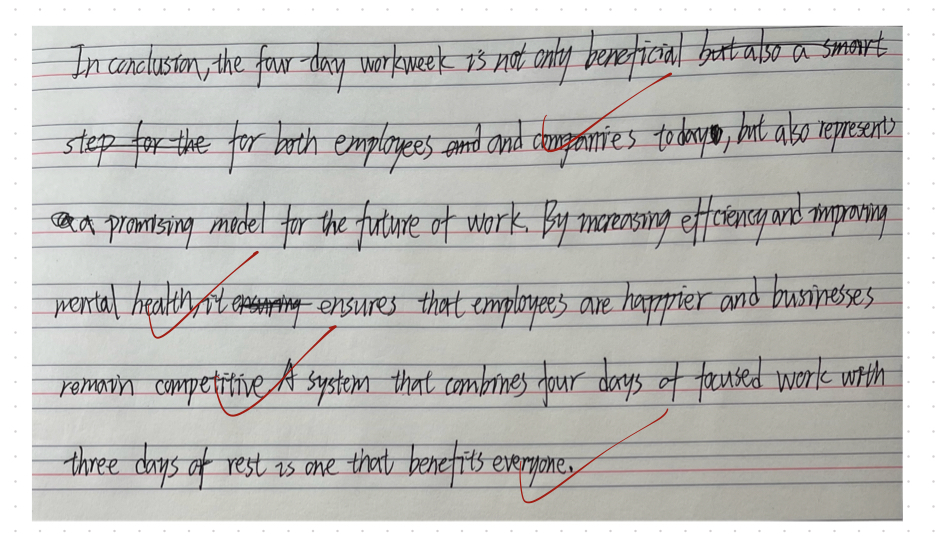 In conclusion, the four-day workweek is not only beneficial but also a smart
step for the for both employees and and companies today, but also represents
a promising model for the future of work. By increasing efficiency and improving
mental health, it ensuring ensures that employees are happier and businesses
remain competitive A system that combines four days of focused work with
three days of rest is one that benefits everyone.